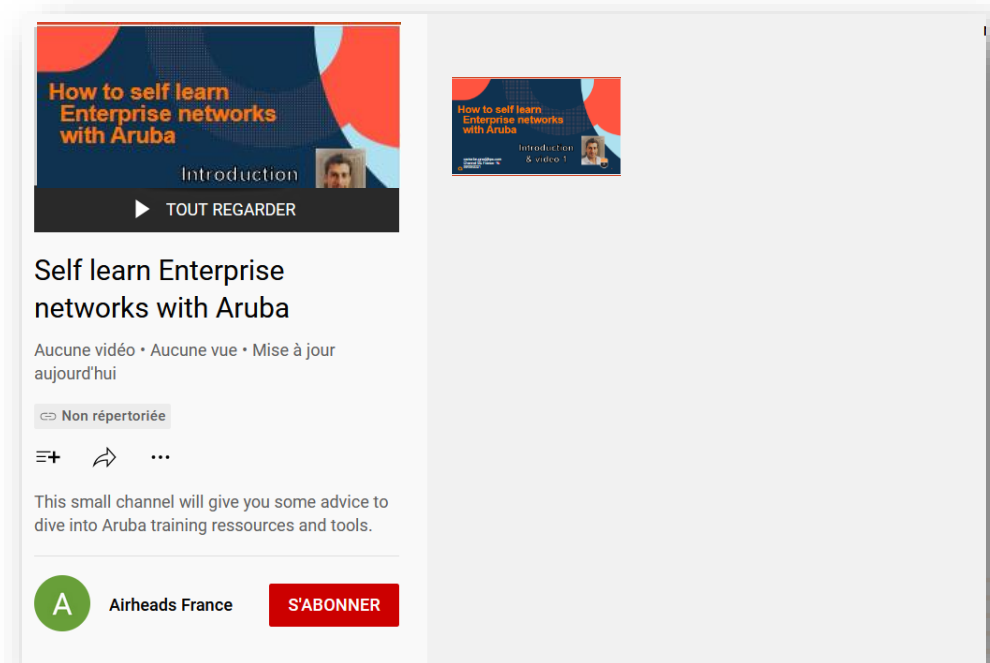 How to self learn
Enterprise networks
with Aruba
Introduction
TOUT REGARDER
Self learn Enterprise
networks with Aruba
Aucune vidéo • Aucune vue • Mise à jour
aujourd'hui
Non répertoriée
This small channel will give you some advice to
dive into Aruba training ressources and tools.
A
Airheads France
S'ABONNER
How to self learn
Enterprise networks
with Aruba
Introduction
& video 1